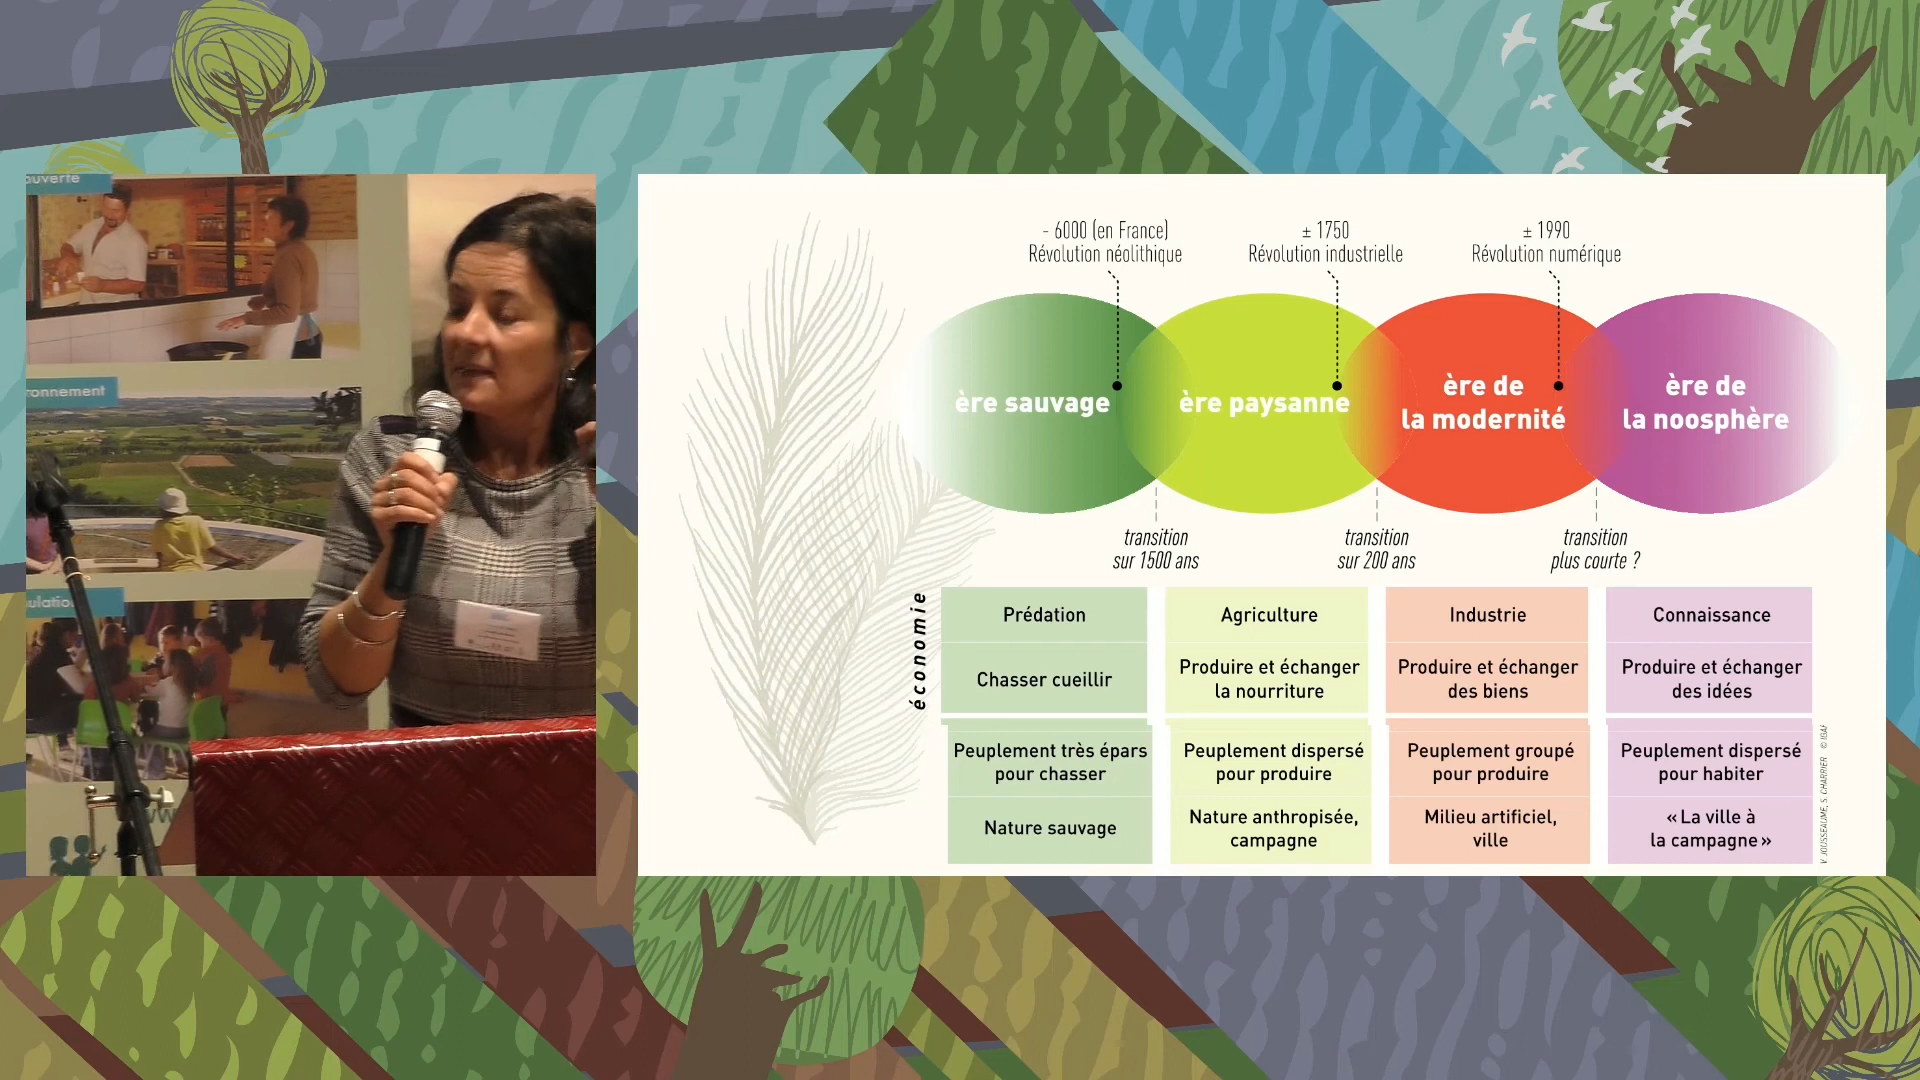 ouverte
ronnement
ulatio
- 6000 (en France)
Révolution néolithique
± 1750
Révolution industrielle
± 1990
Révolution numérique
ère sauvage
ère paysanne
ère de
la modernité
ère de
la noosphère
transition
sur 1500 ans
transition
sur 200 ans
transition
plus courte ?
économie
Prédation
Agriculture
Industrie
Connaissance
Chasser cueillir
Produire et échanger
la nourriture
Produire et échanger
des biens
Produire et échanger
des idées
Peuplement très épars
pour chasser
Peuplement dispersé
pour produire
Peuplement groupé
pour produire
Peuplement dispersé
pour habiter
Nature sauvage
Nature anthropisée,
campagne
Milieu artificiel,
ville
« La ville à
la campagne »
V. JOUSSEAUME, S. CHARRIER